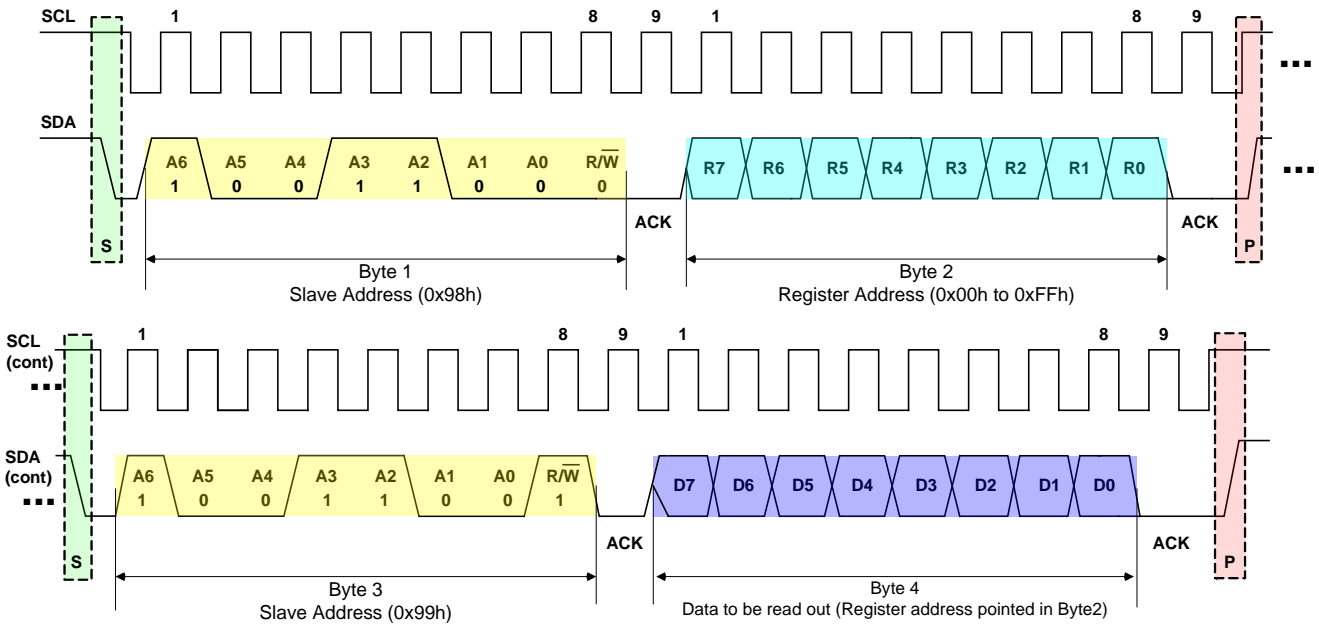 SCL 1 8 9 1 8 9
SDA
A6 A5 A4 A3 A2 A1 A0 R/W̅ R7 R6 R5 R4 R3 R2 R1 R0
1 0 0 1 1 0 0 0
ACK ACK
S P
Byte 1 Byte 2
Slave Address (0x98h) Register Address (0x00h to 0xFFh)
SCL 1 8 9 1 8 9
(cont)
SDA
(cont)
A6 A5 A4 A3 A2 A1 A0 R/W̅ D7 D6 D5 D4 D3 D2 D1 D0
1 0 0 1 1 0 0 1
ACK ACK
S P
Byte 3 Byte 4
Slave Address (0x99h) Data to be read out (Register address pointed in Byte2)